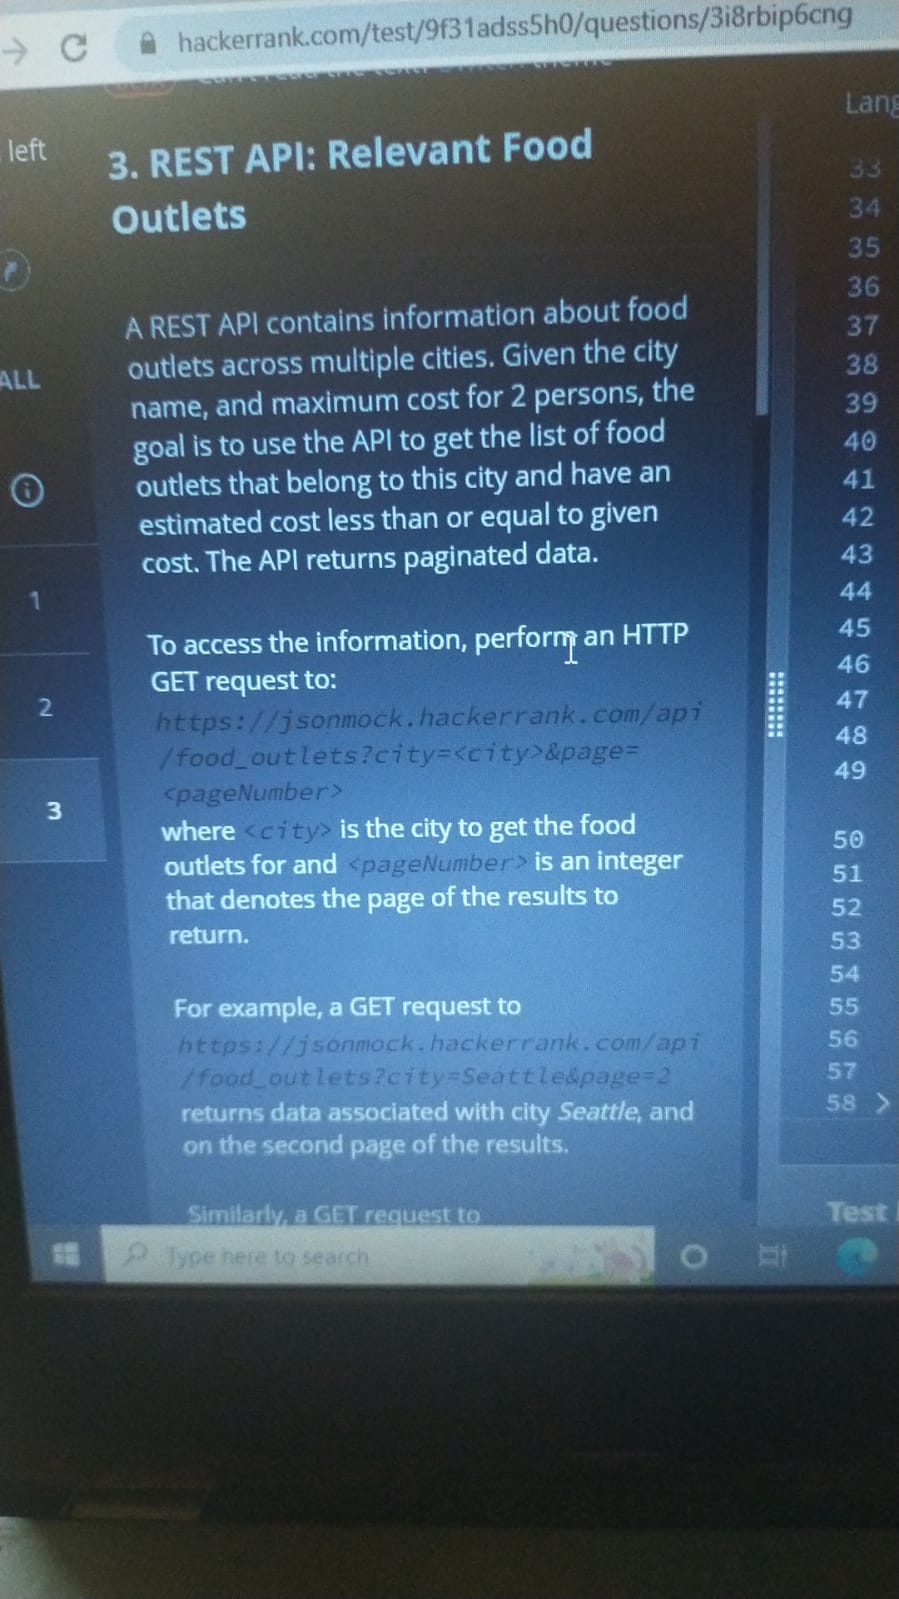 hackerrank.com/test/9f31adss5h0/questions/3i8rbip6cng
left
Lang
3. REST API: Relevant Food
Outlets
ALL
1
2
3
A REST API contains information about food
outlets across multiple cities. Given the city
name, and maximum cost for 2 persons, the
goal is to use the API to get the list of food
outlets that belong to this city and have an
estimated cost less than or equal to given
cost. The API returns paginated data.
To access the information, perform an HTTP
GET request to:
https://jsonmock.hackerrank.com/api
/food_outlets?city=<city>&page=
<pageNumber>
where <city> is the city to get the food
outlets for and <pageNumber> is an integer
that denotes the page of the results to
return.
For example, a GET request to
https://jsonmock.hackerrank.com/api
/food_outlets?city=Seattle&page=2
returns data associated with city Seattle, and
on the second page of the results.
Similarly, a GET request to
33
34
35
36
37
38
39
40
41
42
43
44
45
46
47
48
49
50
51
52
53
54
55
56
57
58
Test
Type here to search